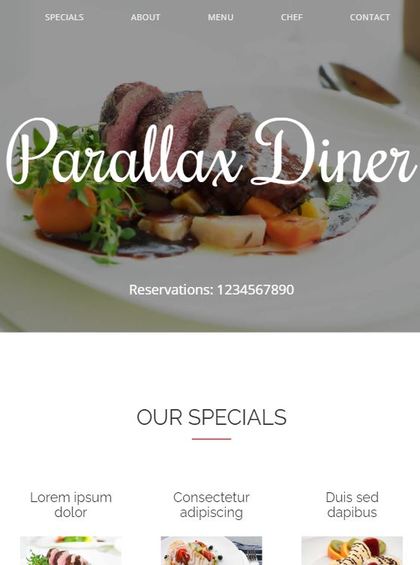 SPECIALS ABOUT MENU CHEF CONTACT
Parallax Diner
Reservations: 1234567890
OUR SPECIALS
Lorem ipsum dolor
Consectetur adipiscing
Duis sed dapibus